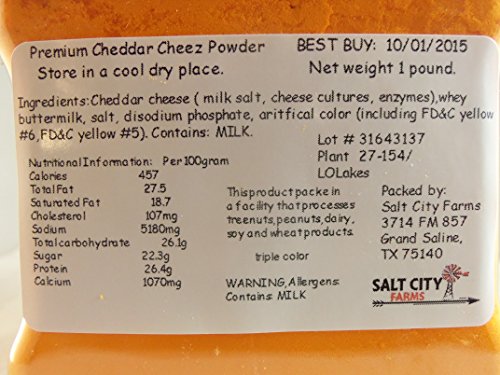 Premium Cheddar Cheez Powder
BEST BUY: 10/01/2015
Store in a cool dry place.
Net weight 1 pound.
Ingredients:Cheddar cheese ( milk salt, cheese cultures, enzymes),whey
buttermilk, salt, disodium phosphate, aritfical color (including FD&C yellow
#6,FD&C yellow #5). Contains: MILK.
Lot # 31643137
Plant 27-154/
LOLakes
Nutritional Information: Per100gram
Calories 457
Total Fat 27.5
Saturated Fat 18.7
Cholesterol 107mg
Sodium 5180mg
Total carbohydrate 26.1g
Sugar 22.3g
Protein 26.4g
Calcium 1070mg
This product packe in
a facility that processes
treenuts,peanuts,dairy,
soy and wheat products.
triple color
WARNING, Allergens:
Contains: MILK
Packed by:
Salt City Farms
3714 FM 857
Grand Saline,
TX 75140
SALT CITY
FARMS